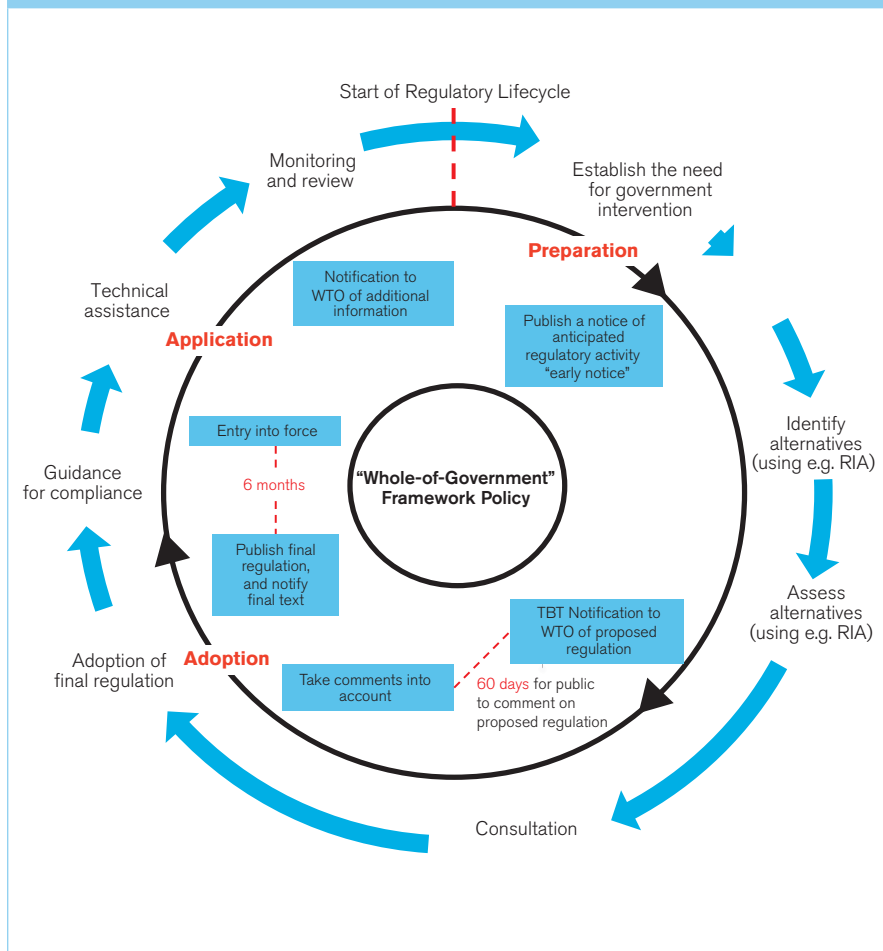 Start of Regulatory Lifecycle
Monitoring
and review
Establish the need
for government
intervention
Preparation
Notification to
WTO of additional
information
Technical
assistance
Publish a notice of
anticipated
regulatory activity
“early notice”
Application
Identify
alternatives
(using e.g. RIA)
Entry into force
6 months
“Whole-of-Government”
Framework Policy
Guidance
for compliance
Publish final
regulation,
and notify
final text
Assess
alternatives
(using e.g. RIA)
TBT Notification to
WTO of proposed
regulation
Adoption of
final regulation
Adoption
Take comments into
account
60 days for public
to comment on
proposed regulation
Consultation